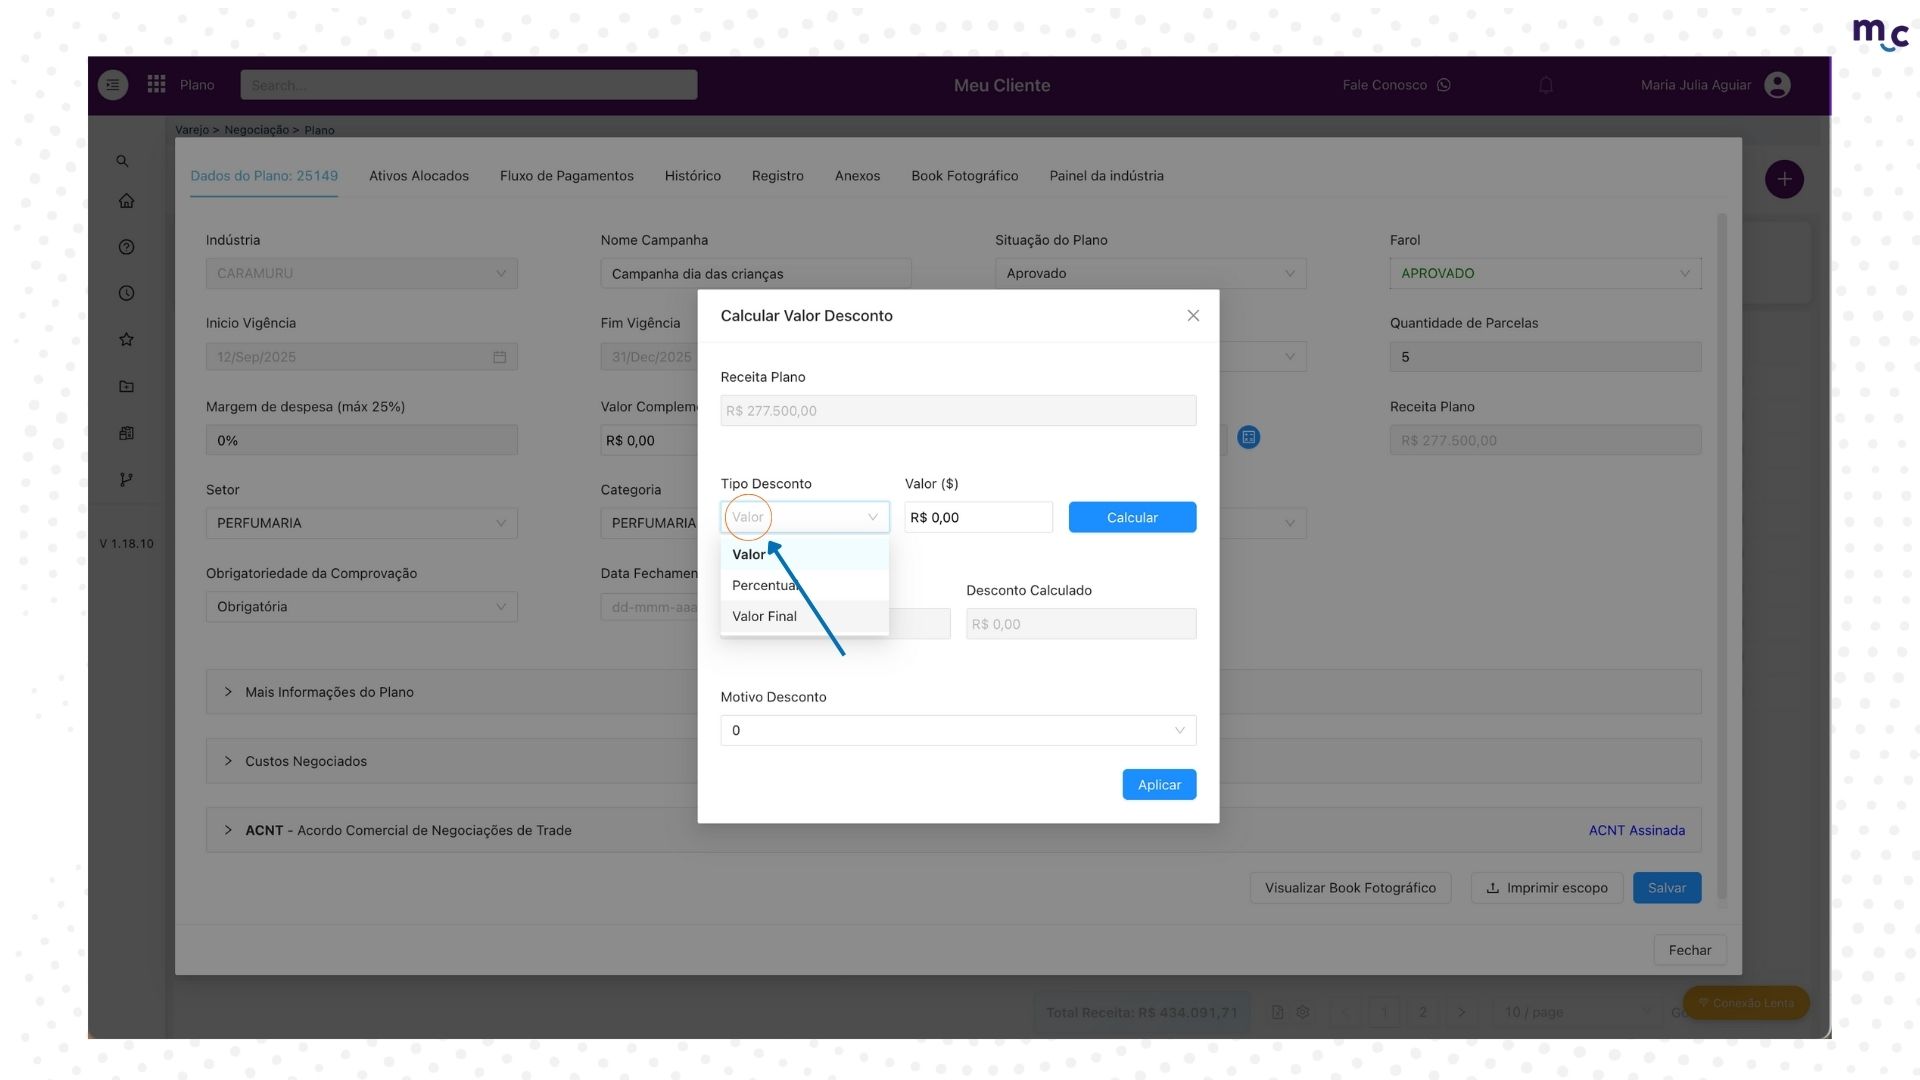 mc
Plano
Search...
Meu Cliente
Fale Conosco
Maria Julia Aguiar
Varejo > Negociação > Plano
Dados do Plano: 25149
Ativos Alocados
Fluxo de Pagamentos
Histórico
Registro
Anexos
Book Fotográfico
Painel da indústria
Indústria
Nome Campanha
Situação do Plano
Farol
CARAMURU
Campanha dia das crianças
Aprovado
APROVADO
Inicio Vigência
Fim Vigência
Quantidade de Parcelas
12/Sep/2025
31/Dec/2025
5
Margem de despesa (máx 25%)
Valor Complem
Receita Plano
0%
R$ 0,00
R$ 277.500,00
Setor
Categoria
PERFUMARIA
PERFUMARIA
V 1.18.10
Obrigatoriedade da Comprovação
Data Fechamen
Obrigatória
dd-mmm-aaa
Calcular Valor Desconto
Receita Plano
R$ 277.500,00
Tipo Desconto
Valor ($)
Valor
R$ 0,00
Calcular
Valor
Percentual
Valor Final
Desconto Calculado
R$ 0,00
Motivo Desconto
0
Aplicar
Mais Informações do Plano
Custos Negociados
ACNT - Acordo Comercial de Negociações de Trade
ACNT Assinada
Visualizar Book Fotográfico
Imprimir escopo
Salvar
Fechar
Total Receita: R$ 434.091,71
< 1 2 >
10 / page
Go
Conexão Lenta